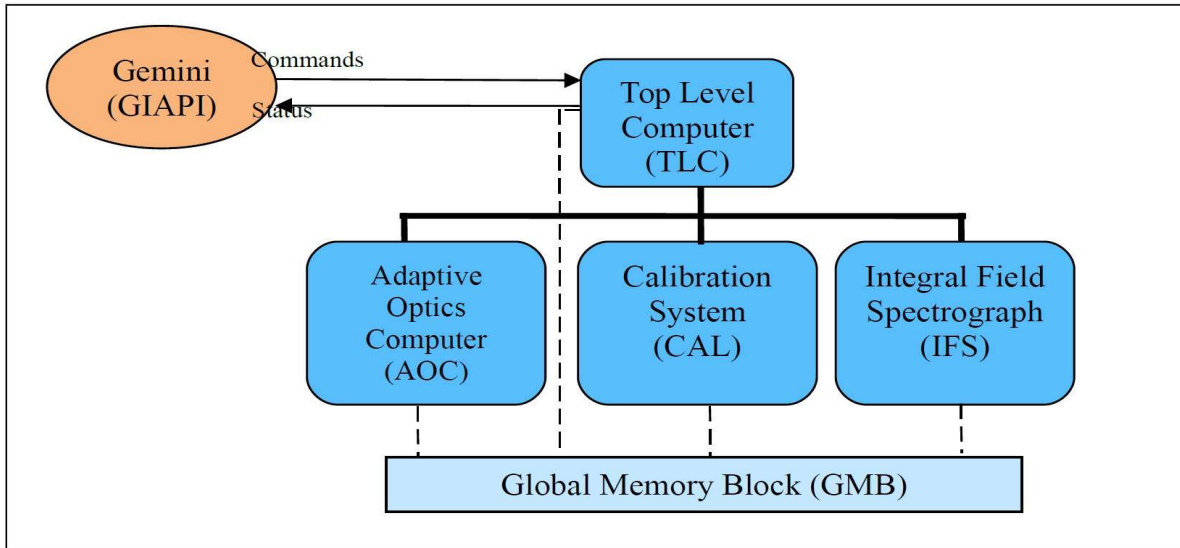 Gemini
(GIAPI)
Commands
Status
Top Level
Computer
(TLC)
Adaptive
Optics
Computer
(AOC)
Calibration
System
(CAL)
Integral Field
Spectrograph
(IFS)
Global Memory Block (GMB)